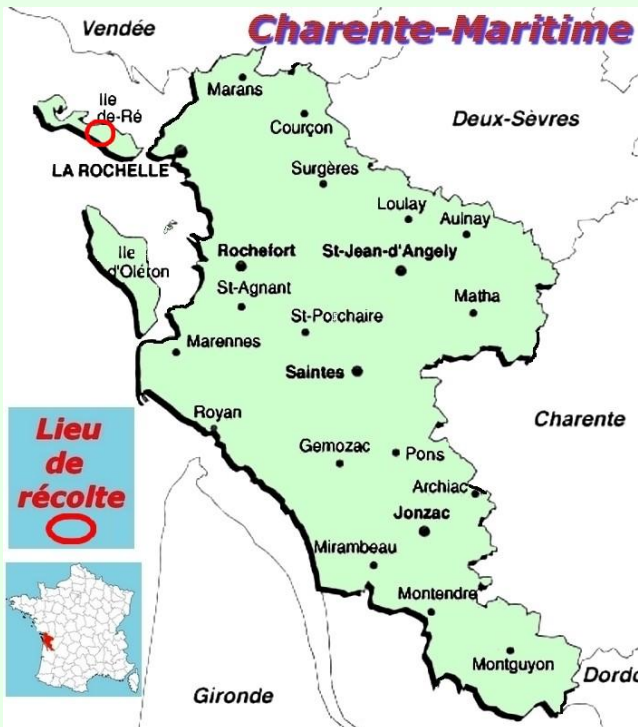 Charente-Maritime
Vendée
Marans
Ile
de-Ré
Courçon
Deux-Sèvres
LA ROCHELLE
Surgères
Loulay
Aulnay
Ile
d'Oléron
Rochefort
St-Jean-d'Angely
St-Agnant
Matha
St-Porchaire
Marennes
Saintes
Royan
Charente
Lieu
de
récolte
Gemozac
Pons
Archiac
Jonzac
Mirambeau
Montendre
Montguyon
Dordo
Gironde